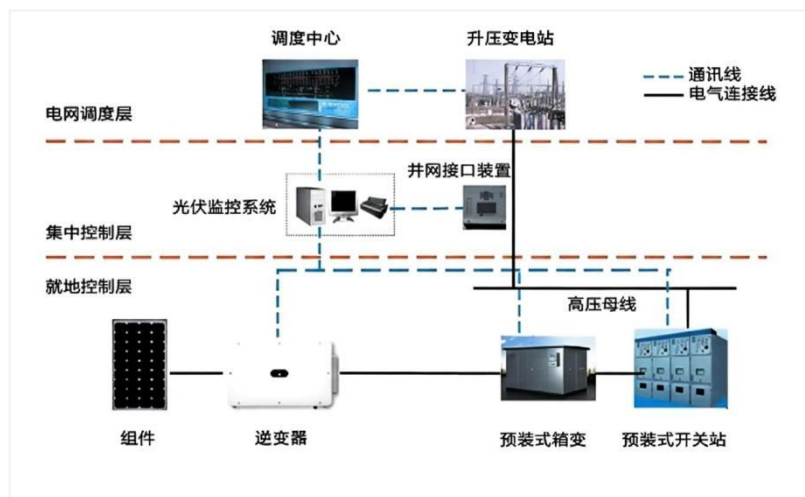 调度中心
升压变电站
通讯线
电气连接线
电网调度层
并网接口装置
光伏监控系统
集中控制层
就地控制层
高压母线
组件
逆变器
预装式箱变
预装式开关站